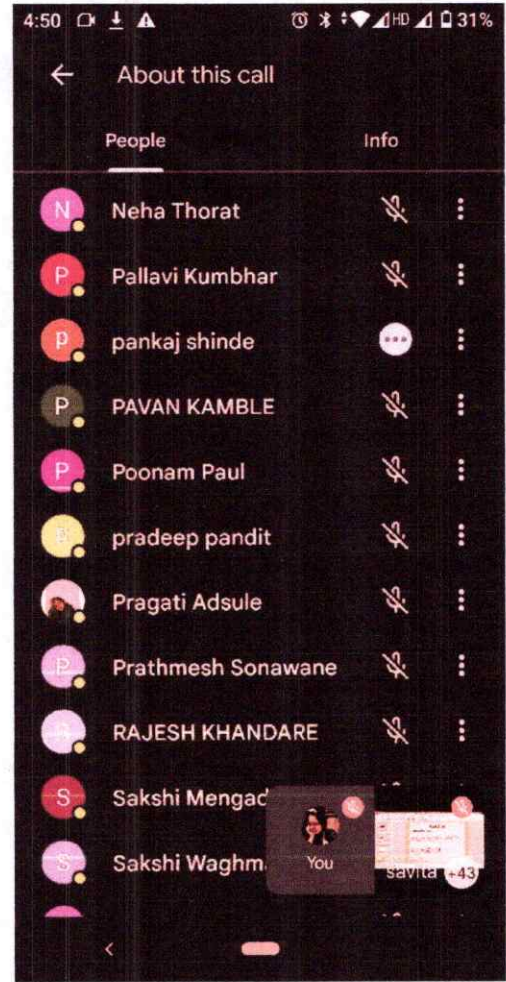 4:50 HD 31%
About this call
People Info
N Neha Thorat
P Pallavi Kumbhar
p pankaj shinde
P PAVAN KAMBLE
P Poonam Paul
pradeep pandit
Pragati Adsule
P Prathmesh Sonawane
RAJESH KHANDARE
S Sakshi Mengad
S Sakshi Waghm
You
savita +43